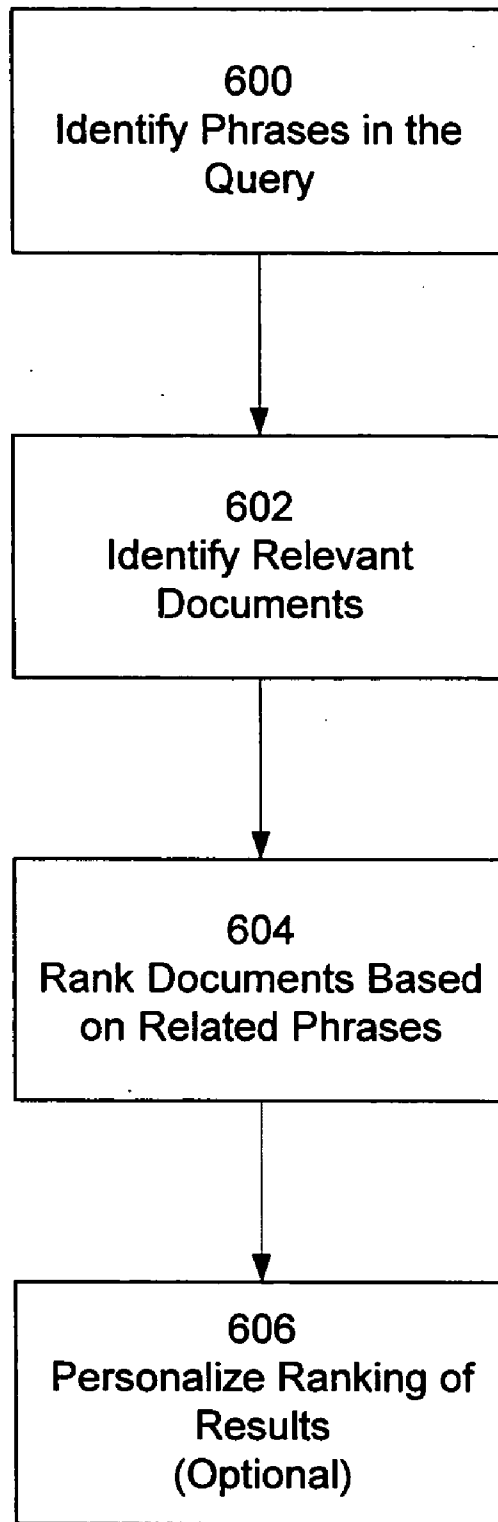 600
Identify Phrases in the
Query
602
Identify Relevant
Documents
604
Rank Documents Based
on Related Phrases
606
Personalize Ranking of
Results
(Optional)